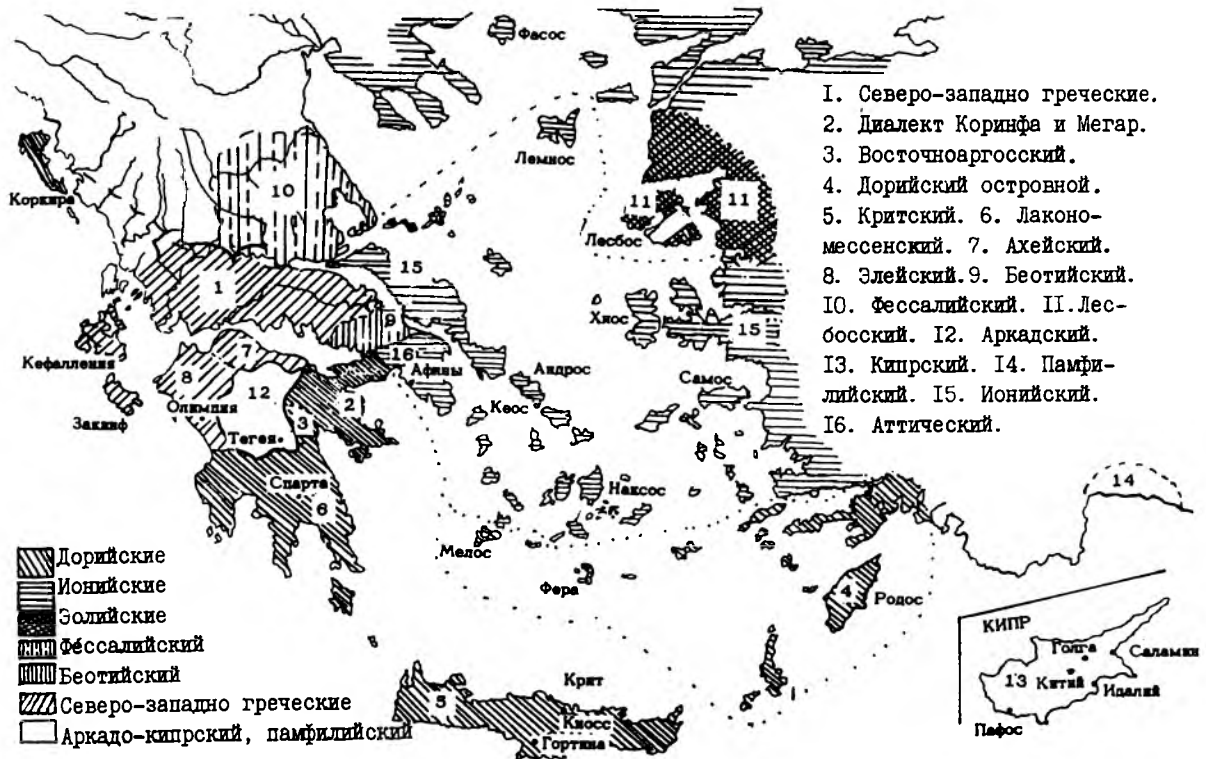 I. Северо-западно греческие.
2. Диалект Коринфа и Мегар.
3. Восточноаргосский.
4. Дорийский островной.
5. Критский. 6. Лаконо-
мессенский. 7. Ахейский.
8. Элейский.9. Беотийский.
IO. Фессалийский. II.Лес-
босский. I2. Аркадский.
I3. Кипрский. I4. Памфи-
лийский. I5. Ионийский.
I6. Аттический.
Фасос
Лемнос
Коркира
10
11
11
Лесбос
15
1
Хиос
15
9
Кефалления
7
16
Афины
8
Андрос
Самос
12
2
Олимпия
Кеос
Закинф
3
Тегея
14
Спарта
Наксос
6
Мелос
Фера
4
Родос
КИПР
Голга
Саламин
13
Китий
Идалий
Пафос
Крит
5
Кносс
Гортина
Дорийские
Ионийские
Эолийские
Фессалийский
Беотийский
Северо-западно греческие
Аркадо-кипрский, памфилийский